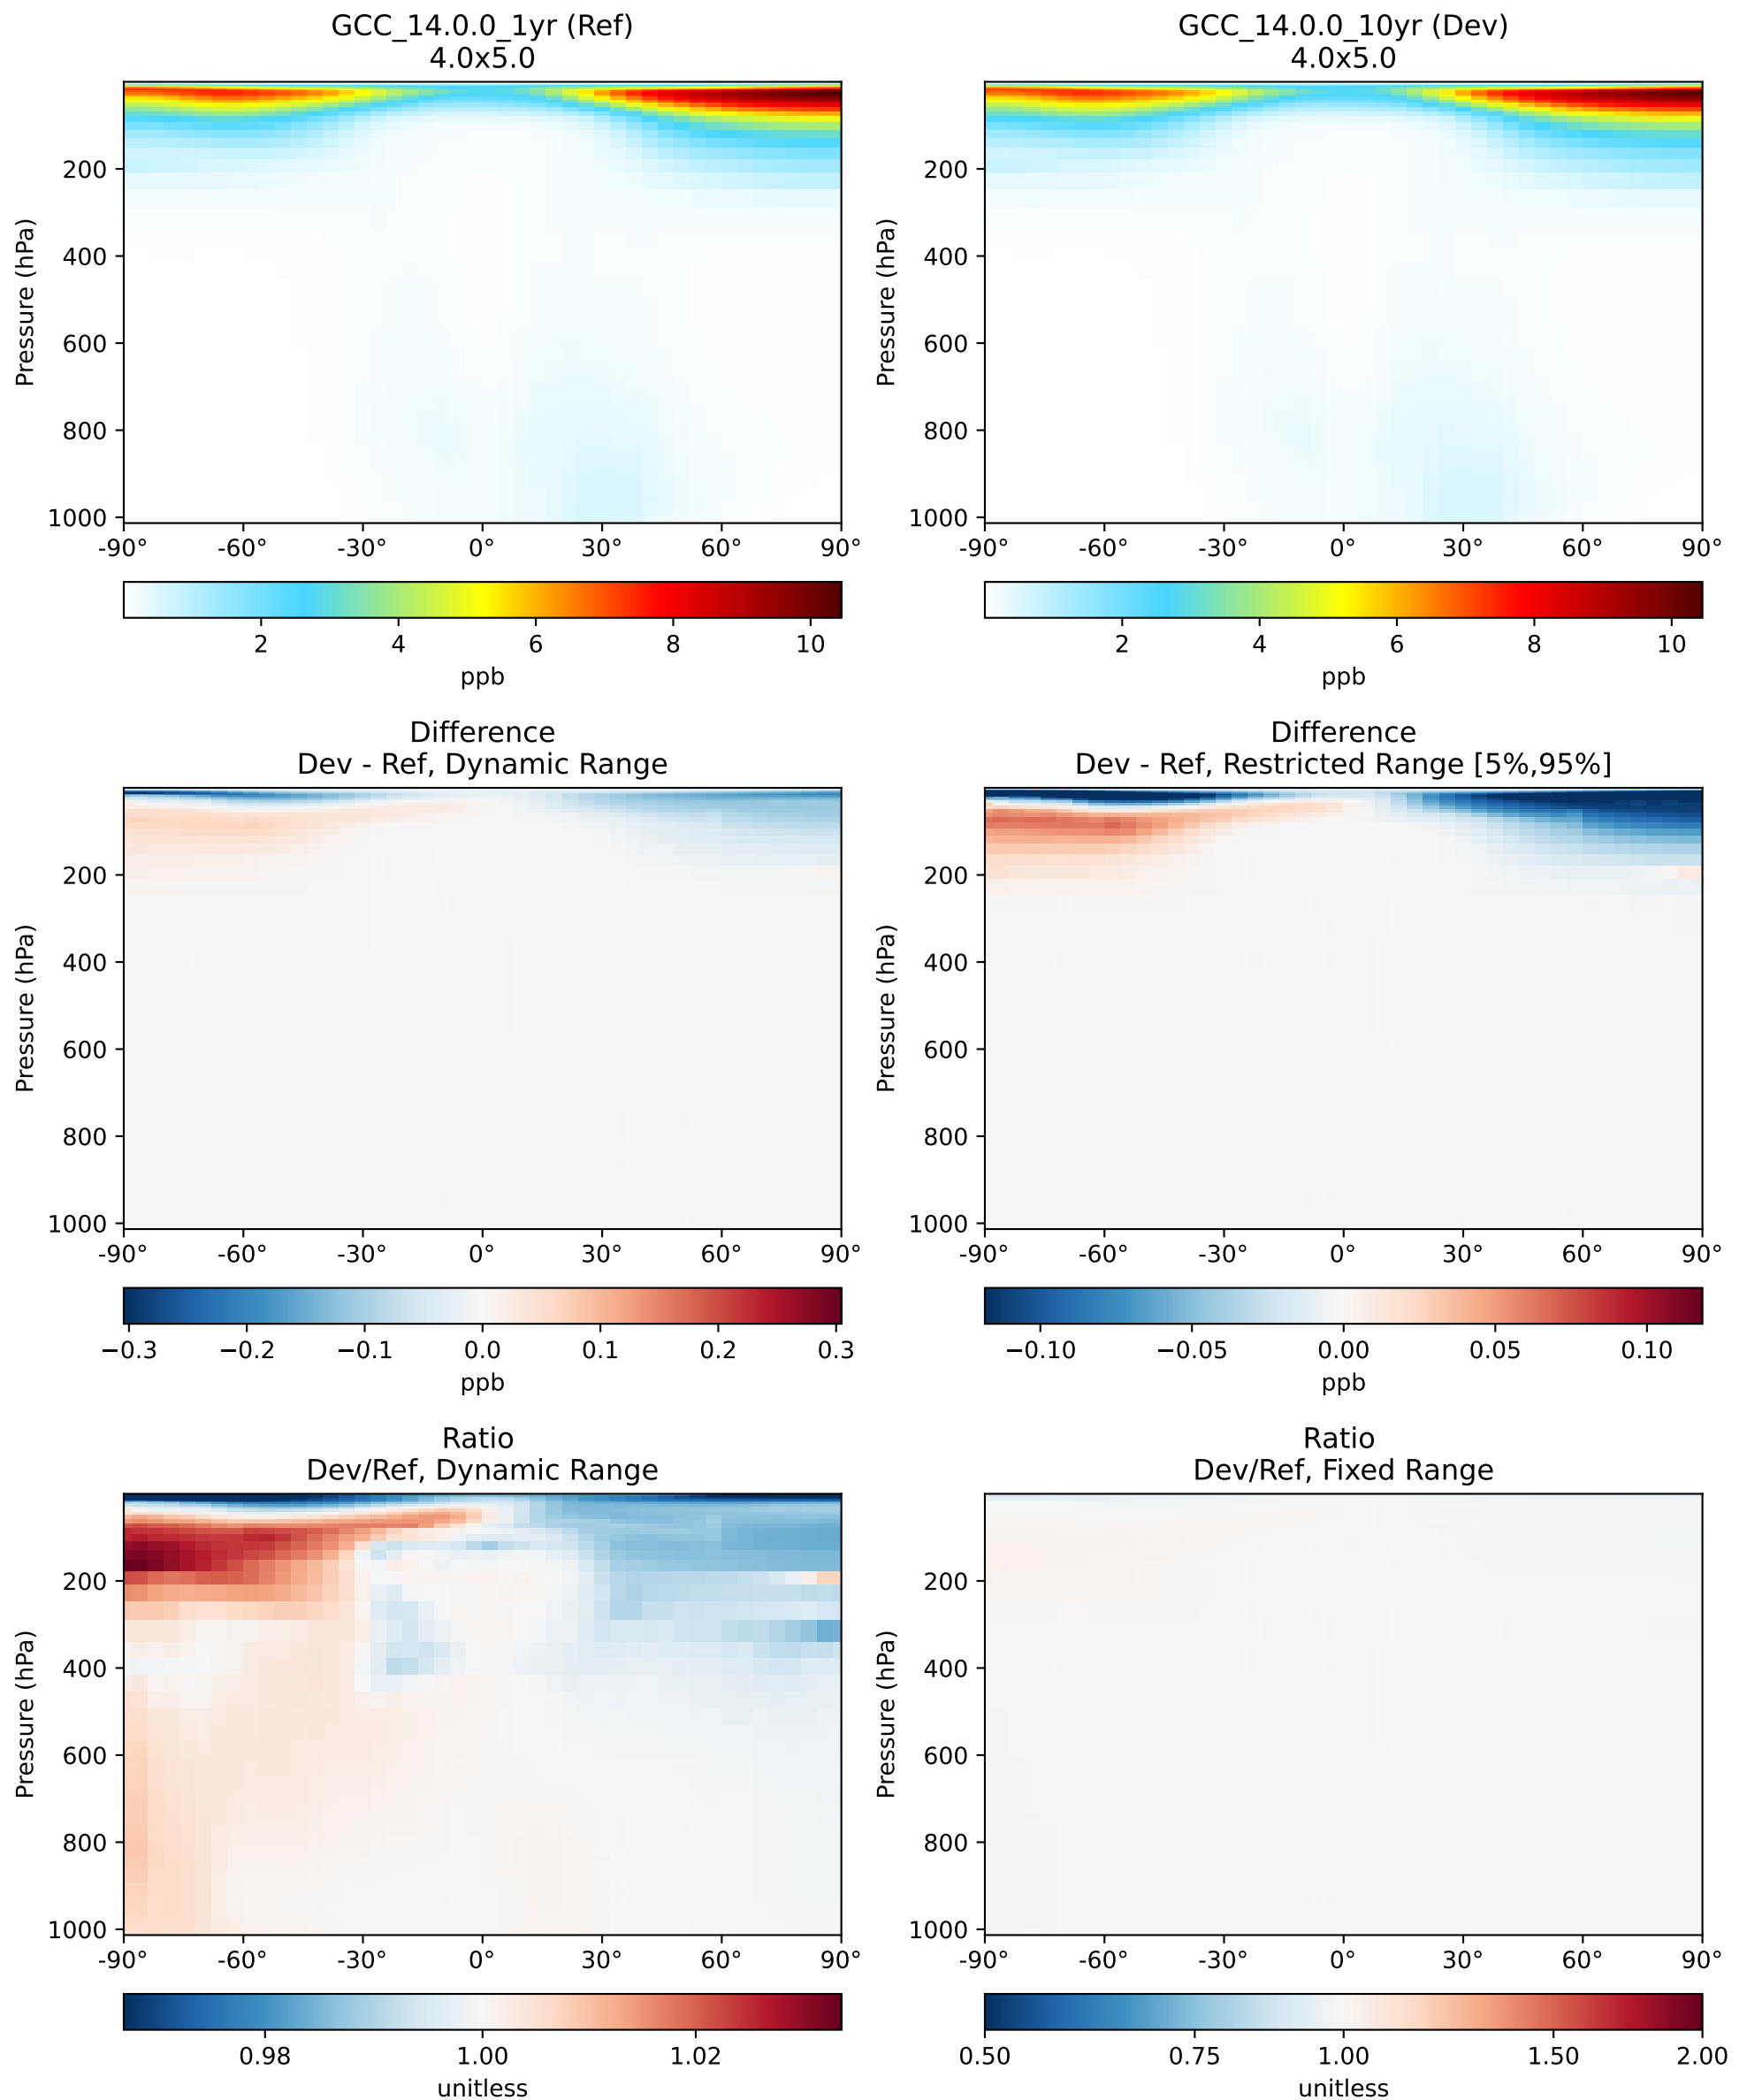 GCC_14.0.0_1yr (Ref)
4.0x5.0
Pressure (hPa)
200
400
600
800
1000
-90° -60° -30° 0° 30° 60° 90°
2 4 6 8 10
ppb
GCC_14.0.0_10yr (Dev)
4.0x5.0
Pressure (hPa)
200
400
600
800
1000
-90° -60° -30° 0° 30° 60° 90°
2 4 6 8 10
ppb
Difference
Dev - Ref, Dynamic Range
Pressure (hPa)
200
400
600
800
1000
-90° -60° -30° 0° 30° 60° 90°
−0.3 −0.2 −0.1 0.0 0.1 0.2 0.3
ppb
Difference
Dev - Ref, Restricted Range [5%,95%]
Pressure (hPa)
200
400
600
800
1000
-90° -60° -30° 0° 30° 60° 90°
−0.10 −0.05 0.00 0.05 0.10
ppb
Ratio
Dev/Ref, Dynamic Range
Pressure (hPa)
200
400
600
800
1000
-90° -60° -30° 0° 30° 60° 90°
0.98 1.00 1.02
unitless
Ratio
Dev/Ref, Fixed Range
Pressure (hPa)
200
400
600
800
1000
-90° -60° -30° 0° 30° 60° 90°
0.50 0.75 1.00 1.50 2.00
unitless